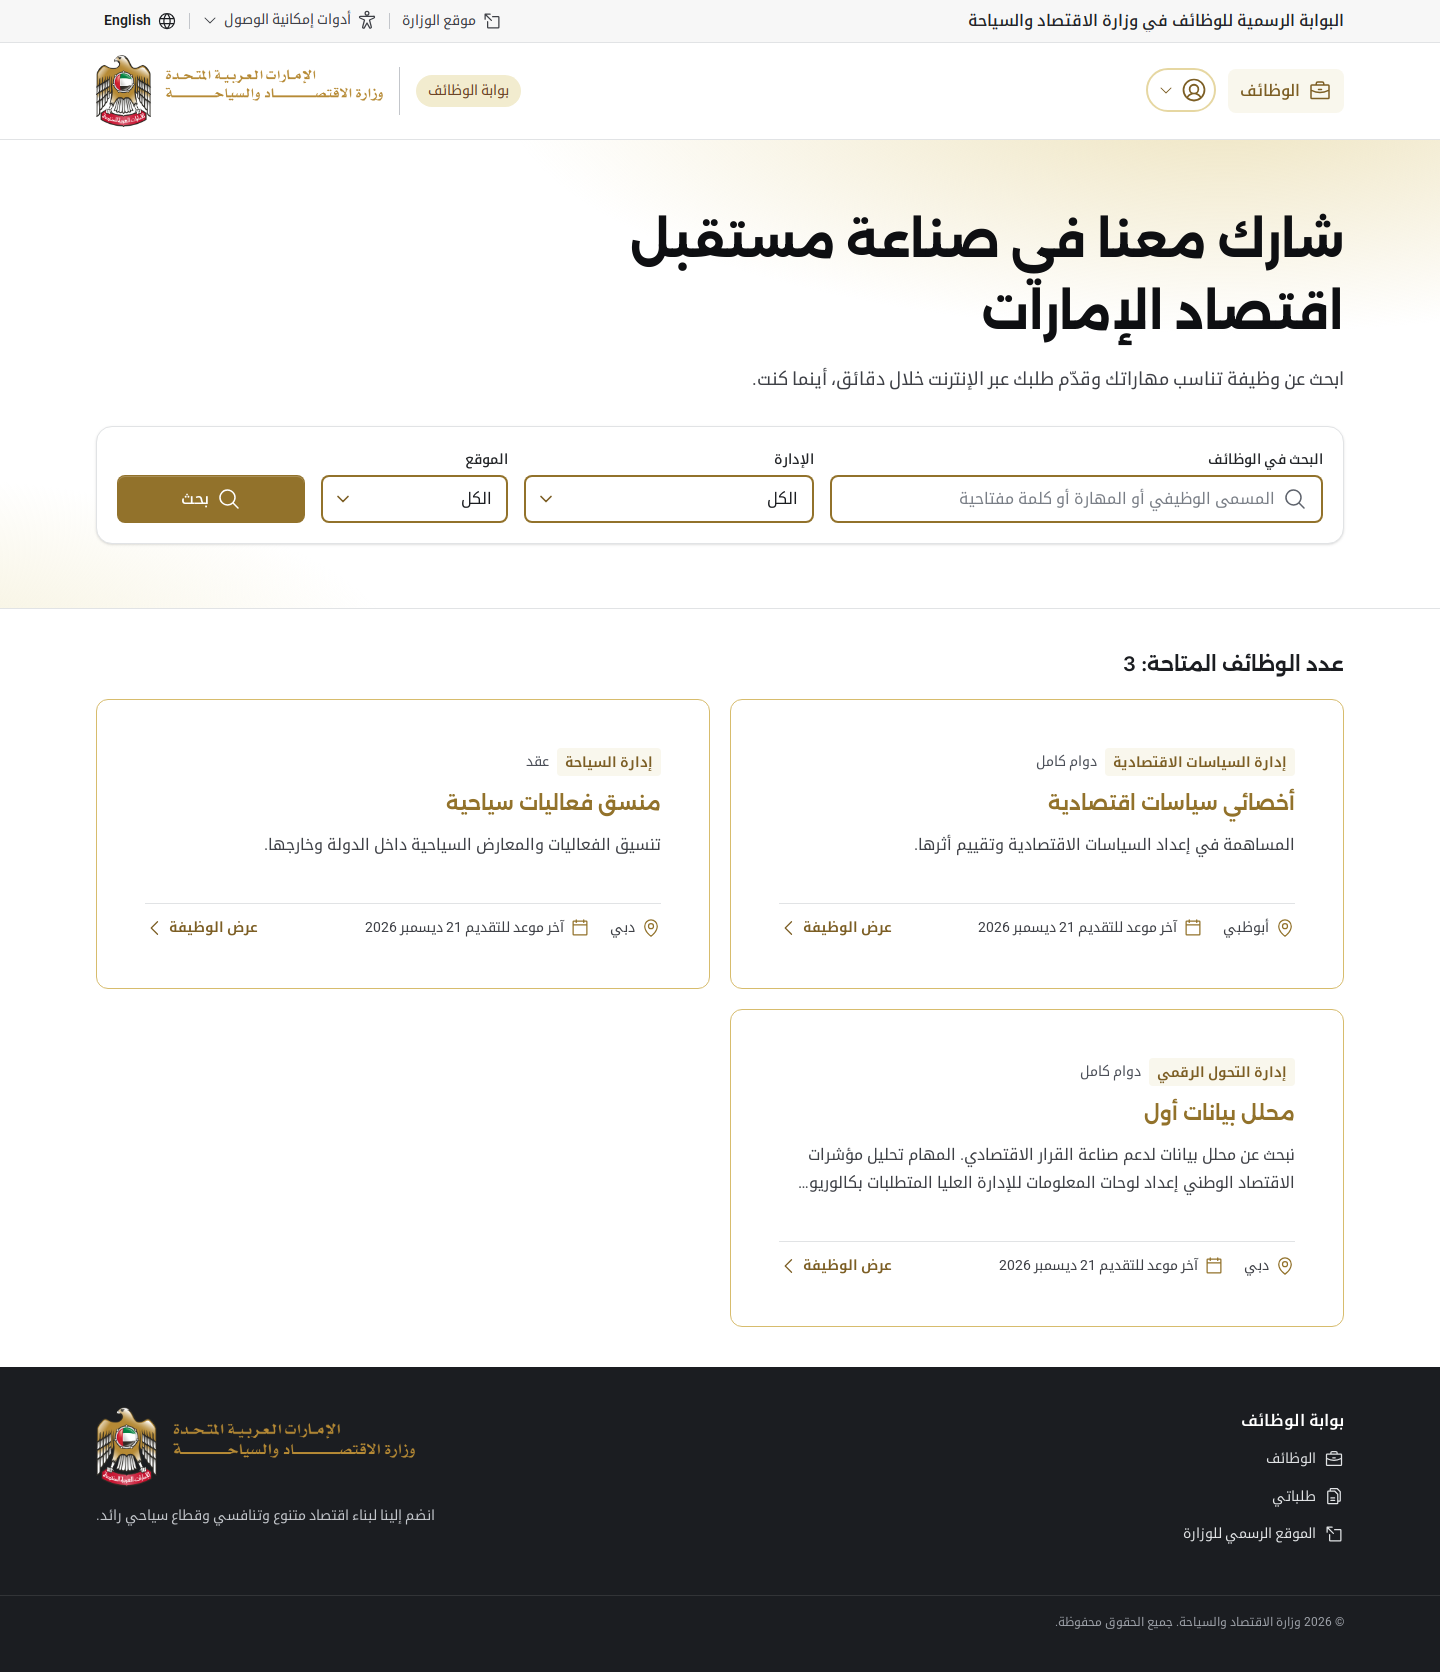 البوابة الرسمية للوظائف في وزارة الاقتصاد والسياحة
موقع الوزارة
أدوات إمكانية الوصول
English
الوظائف
بوابة الوظائف
الإمارات العربية المتحدة
وزارة الاقتصاد والسياحة
شارك معنا في صناعة مستقبل
اقتصاد الإمارات
ابحث عن وظيفة تناسب مهاراتك وقدّم طلبك عبر الإنترنت خلال دقائق، أينما كنت.
البحث في الوظائف
المسمى الوظيفي أو المهارة أو كلمة مفتاحية
الإدارة
الكل
الموقع
الكل
بحث
عدد الوظائف المتاحة: 3
إدارة السياسات الاقتصادية
دوام كامل
أخصائي سياسات اقتصادية
المساهمة في إعداد السياسات الاقتصادية وتقييم أثرها.
أبوظبي
آخر موعد للتقديم 21 ديسمبر 2026
عرض الوظيفة
إدارة السياحة
عقد
منسق فعاليات سياحية
تنسيق الفعاليات والمعارض السياحية داخل الدولة وخارجها.
دبي
آخر موعد للتقديم 21 ديسمبر 2026
عرض الوظيفة
إدارة التحول الرقمي
دوام كامل
محلل بيانات أول
نبحث عن محلل بيانات لدعم صناعة القرار الاقتصادي. المهام تحليل مؤشرات
الاقتصاد الوطني إعداد لوحات المعلومات للإدارة العليا المتطلبات بكالوريو...
دبي
آخر موعد للتقديم 21 ديسمبر 2026
عرض الوظيفة
بوابة الوظائف
الوظائف
طلباتي
الموقع الرسمي للوزارة
الإمارات العربية المتحدة
وزارة الاقتصاد والسياحة
انضم إلينا لبناء اقتصاد متنوع وتنافسي وقطاع سياحي رائد.
© 2026 وزارة الاقتصاد والسياحة. جميع الحقوق محفوظة.